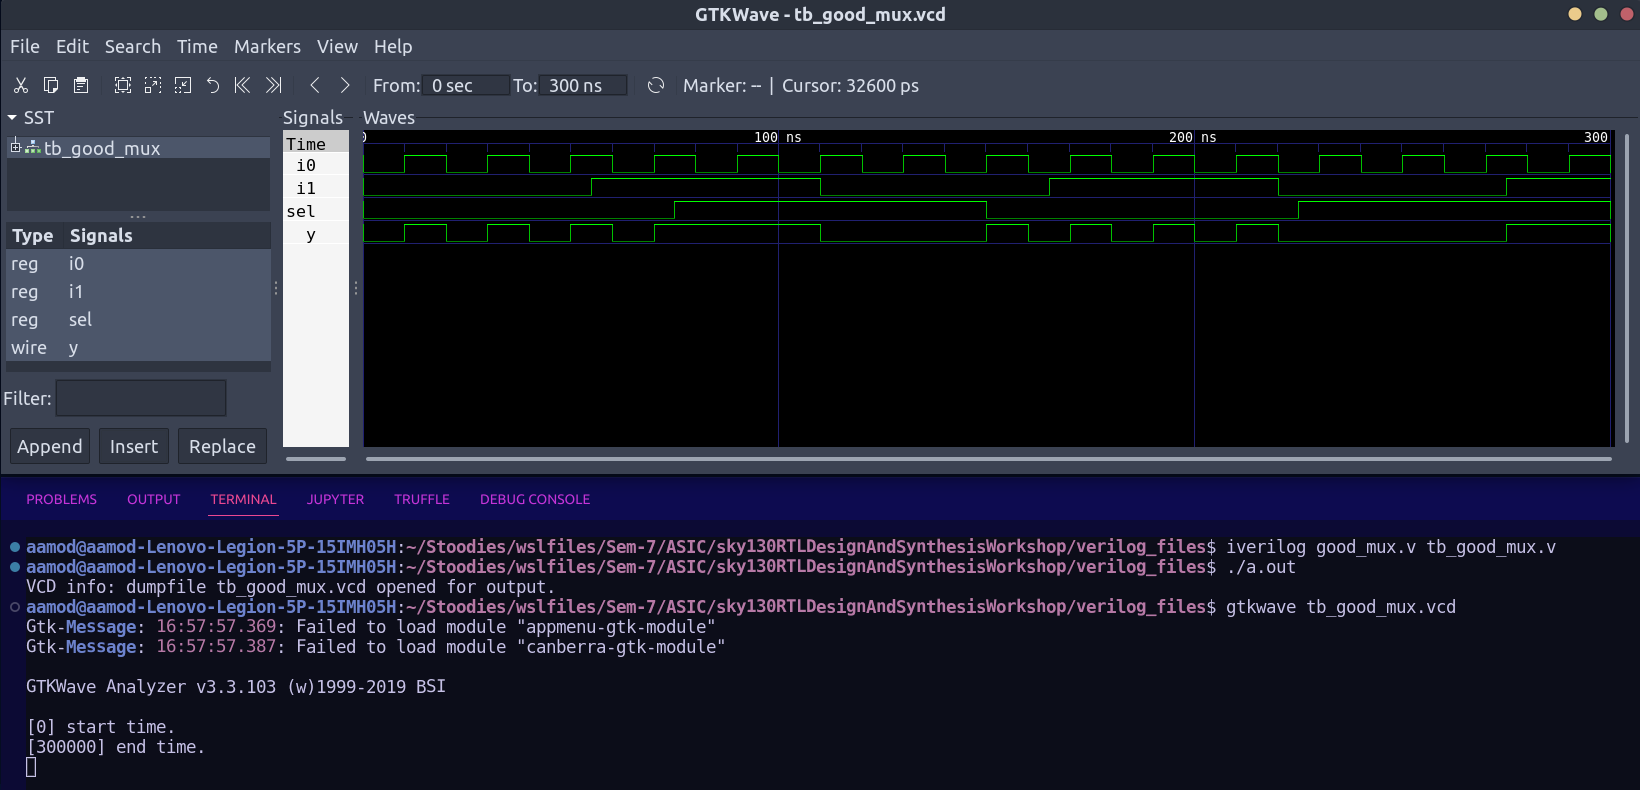 GTKWave - tb_good_mux.vcd
File Edit Search Time Markers View Help
From: 0 sec To: 300 ns Marker: -- | Cursor: 32600 ps
SST
tb_good_mux
Type Signals
reg i0
reg i1
reg sel
wire y
Filter:
Append Insert Replace
Signals
Time
i0
i1
sel
y
Waves
0 100 ns 200 ns 300
PROBLEMS OUTPUT TERMINAL JUPYTER TRUFFLE DEBUG CONSOLE
aamod@aamod-Lenovo-Legion-5P-15IMH05H:~/Stoodies/wslfiles/Sem-7/ASIC/sky130RTLDesignAndSynthesisWorkshop/verilog_files$ iverilog good_mux.v tb_good_mux.v
aamod@aamod-Lenovo-Legion-5P-15IMH05H:~/Stoodies/wslfiles/Sem-7/ASIC/sky130RTLDesignAndSynthesisWorkshop/verilog_files$ ./a.out
VCD info: dumpfile tb_good_mux.vcd opened for output.
aamod@aamod-Lenovo-Legion-5P-15IMH05H:~/Stoodies/wslfiles/Sem-7/ASIC/sky130RTLDesignAndSynthesisWorkshop/verilog_files$ gtkwave tb_good_mux.vcd
Gtk-Message: 16:57:57.369: Failed to load module "appmenu-gtk-module"
Gtk-Message: 16:57:57.387: Failed to load module "canberra-gtk-module"
GTKWave Analyzer v3.3.103 (w)1999-2019 BSI
[0] start time.
[300000] end time.